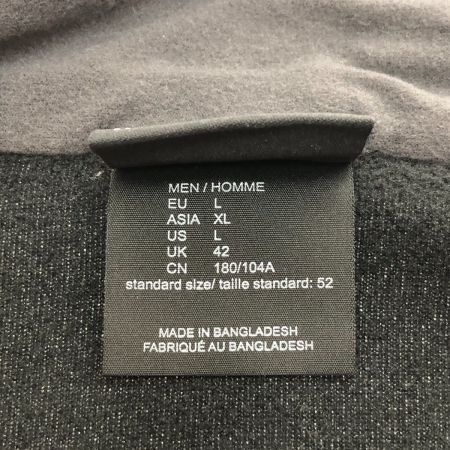 MEN / HOMME
EU L
ASIA XL
US L
UK 42
CN 180/104A
standard size/ taille standard: 52
MADE IN BANGLADESH
FABRIQUÉ AU BANGLADESH